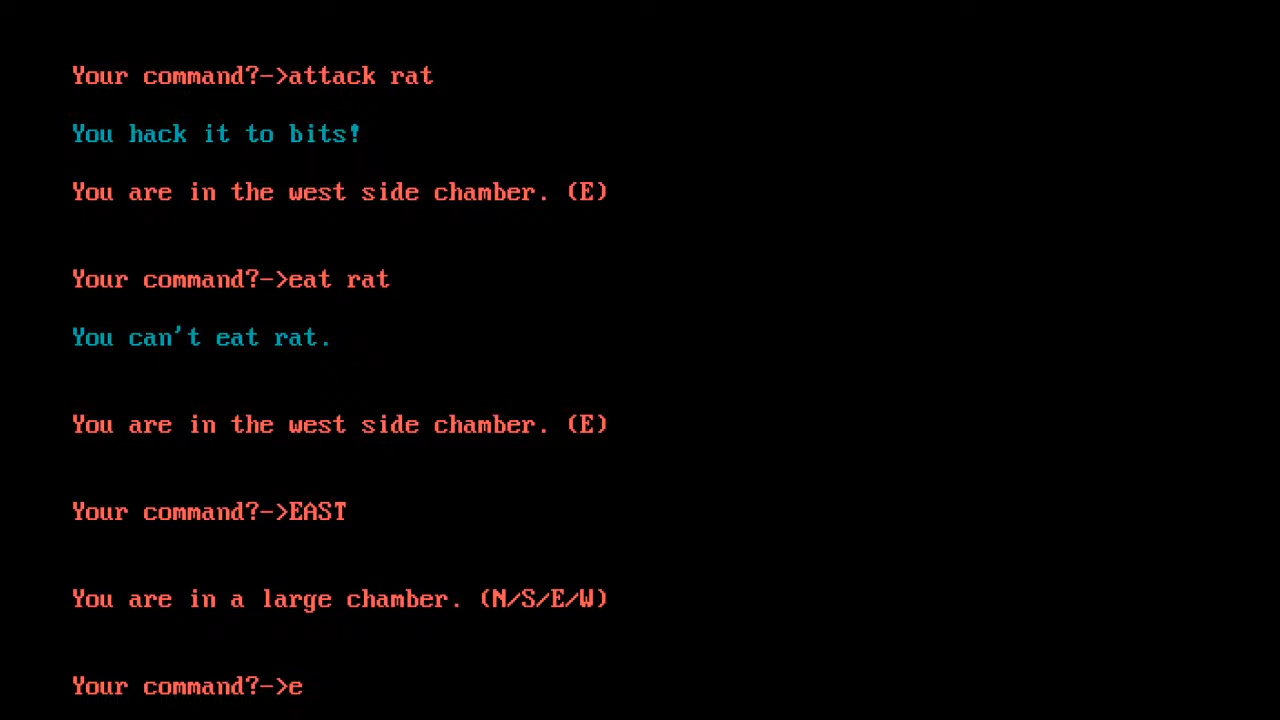 Your command?->attack rat
You hack it to bits!
You are in the west side chamber. (E)
Your command?->eat rat
You can't eat rat.
You are in the west side chamber. (E)
Your command?->EAST
You are in a large chamber. (N/S/E/W)
Your command?->e